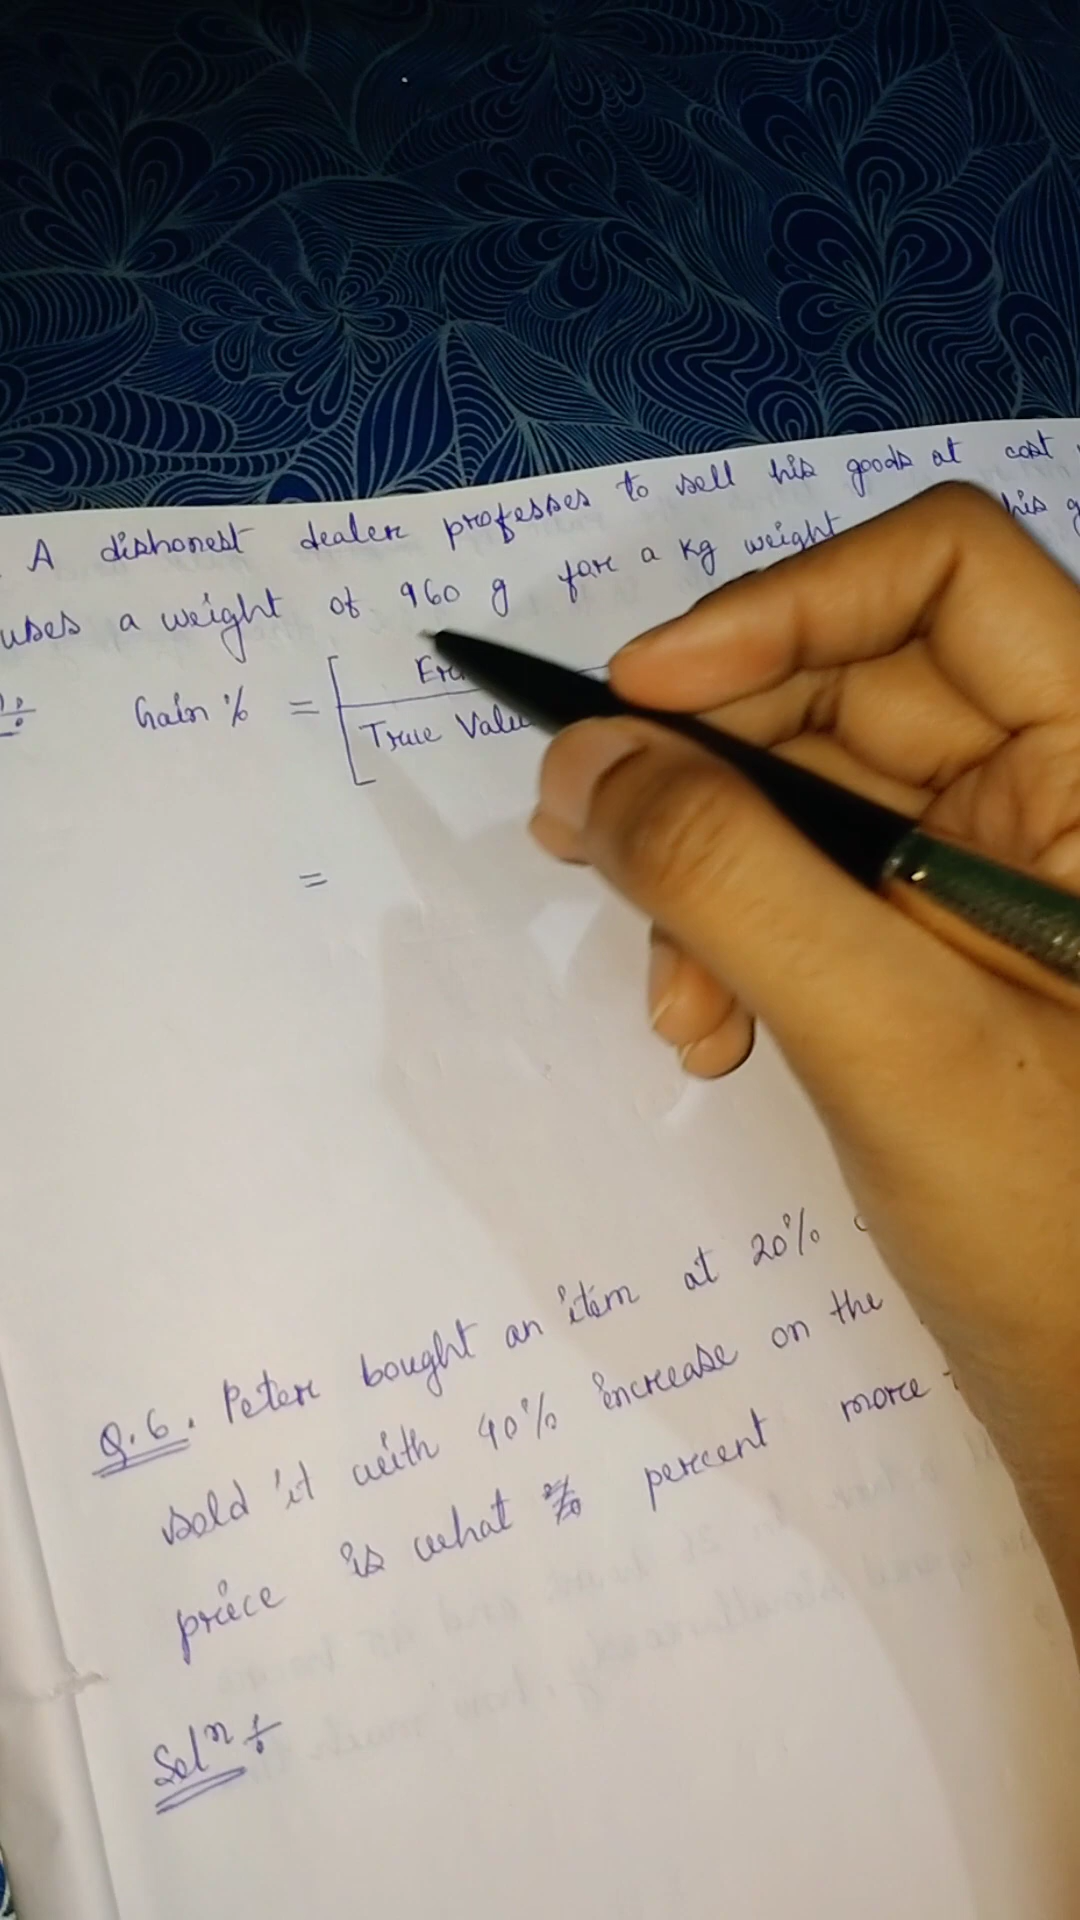 A dishonest dealer professes to sell his goods at cost
uses a weight of 960 g for a kg weight his
Gain % = [
True
=
Q.6. Peter bought an item at 20%
sold it with 40% increase on the
price is what % percent more
Solⁿ ÷